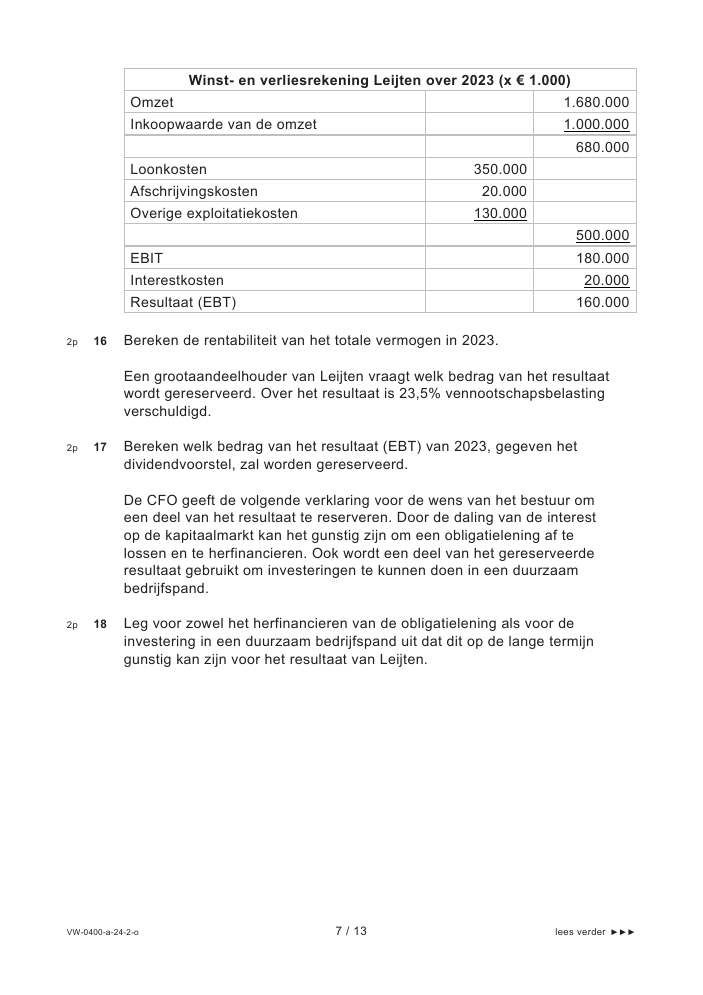 Winst- en verliesrekening Leijten over 2023 (x € 1.000)
Omzet 1.680.000
Inkoopwaarde van de omzet 1.000.000
680.000
Loonkosten 350.000
Afschrijvingskosten 20.000
Overige exploitatiekosten 130.000
500.000
EBIT 180.000
Interestkosten 20.000
Resultaat (EBT) 160.000
2p 16 Bereken de rentabiliteit van het totale vermogen in 2023.
Een grootaandeelhouder van Leijten vraagt welk bedrag van het resultaat
wordt gereserveerd. Over het resultaat is 23,5% vennootschapsbelasting
verschuldigd.
2p 17 Bereken welk bedrag van het resultaat (EBT) van 2023, gegeven het
dividendvoorstel, zal worden gereserveerd.
De CFO geeft de volgende verklaring voor de wens van het bestuur om
een deel van het resultaat te reserveren. Door de daling van de interest
op de kapitaalmarkt kan het gunstig zijn om een obligatielening af te
lossen en te herfinancieren. Ook wordt een deel van het gereserveerde
resultaat gebruikt om investeringen te kunnen doen in een duurzaam
bedrijfspand.
2p 18 Leg voor zowel het herfinancieren van de obligatielening als voor de
investering in een duurzaam bedrijfspand uit dat dit op de lange termijn
gunstig kan zijn voor het resultaat van Leijten.
VW-0400-a-24-2-o 7 / 13 lees verder ►►►